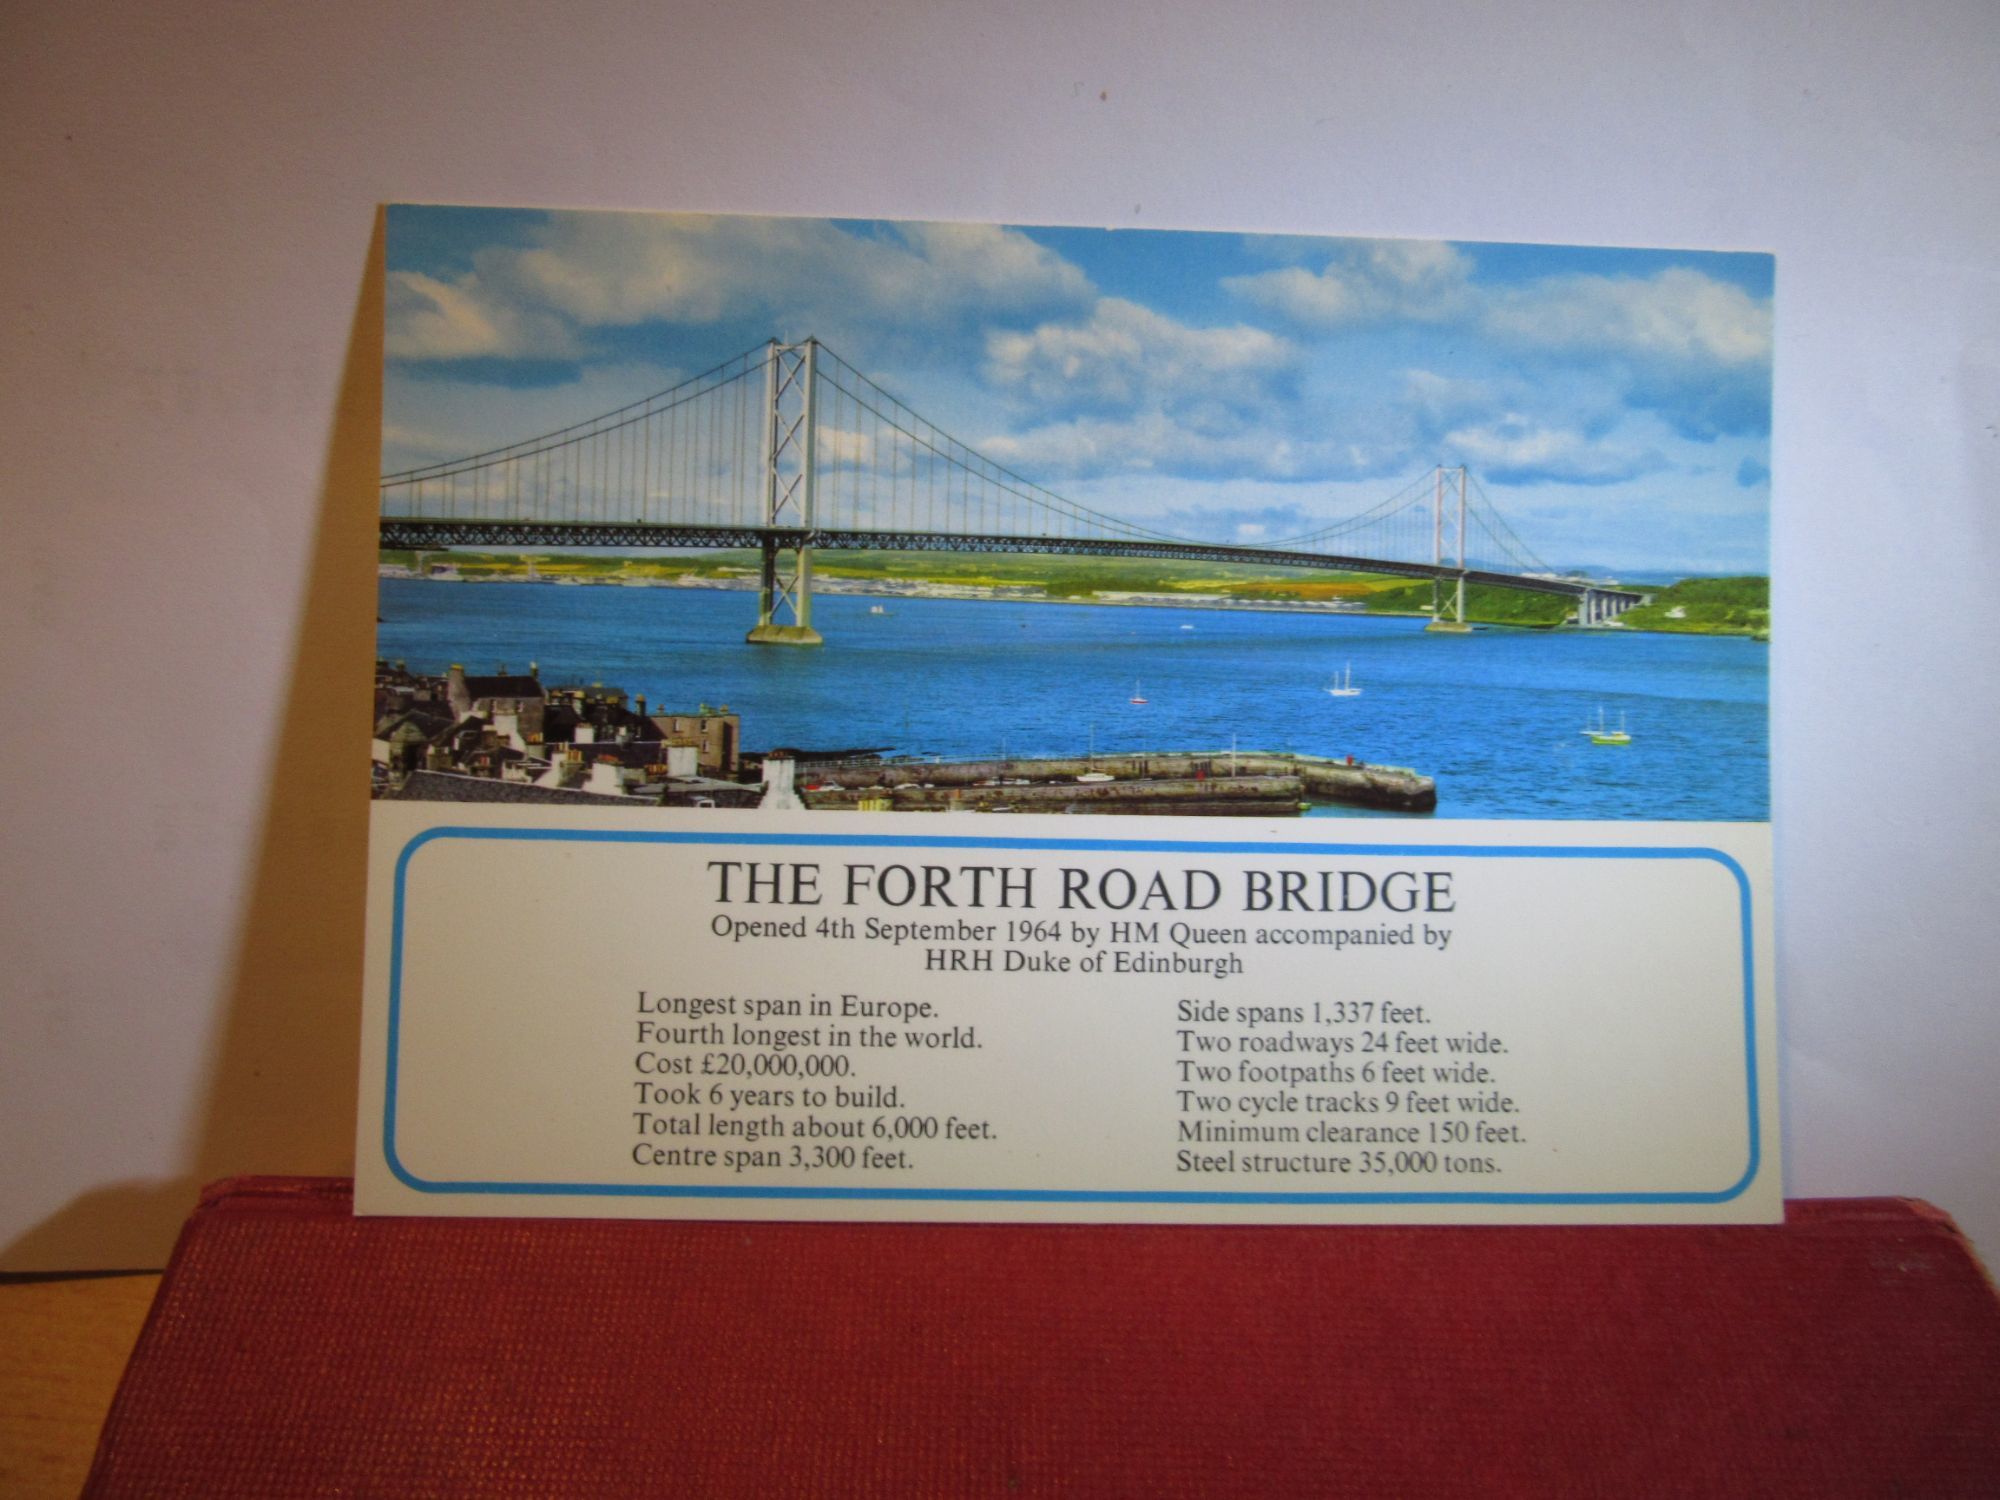 THE FORTH ROAD BRIDGE
Opened 4th September 1964 by HM Queen accompanied by
HRH Duke of Edinburgh
Longest span in Europe.
Fourth longest in the world.
Cost £20,000,000.
Took 6 years to build.
Total length about 6,000 feet.
Centre span 3,300 feet.
Side spans 1,337 feet.
Two roadways 24 feet wide.
Two footpaths 6 feet wide.
Two cycle tracks 9 feet wide.
Minimum clearance 150 feet.
Steel structure 35,000 tons.